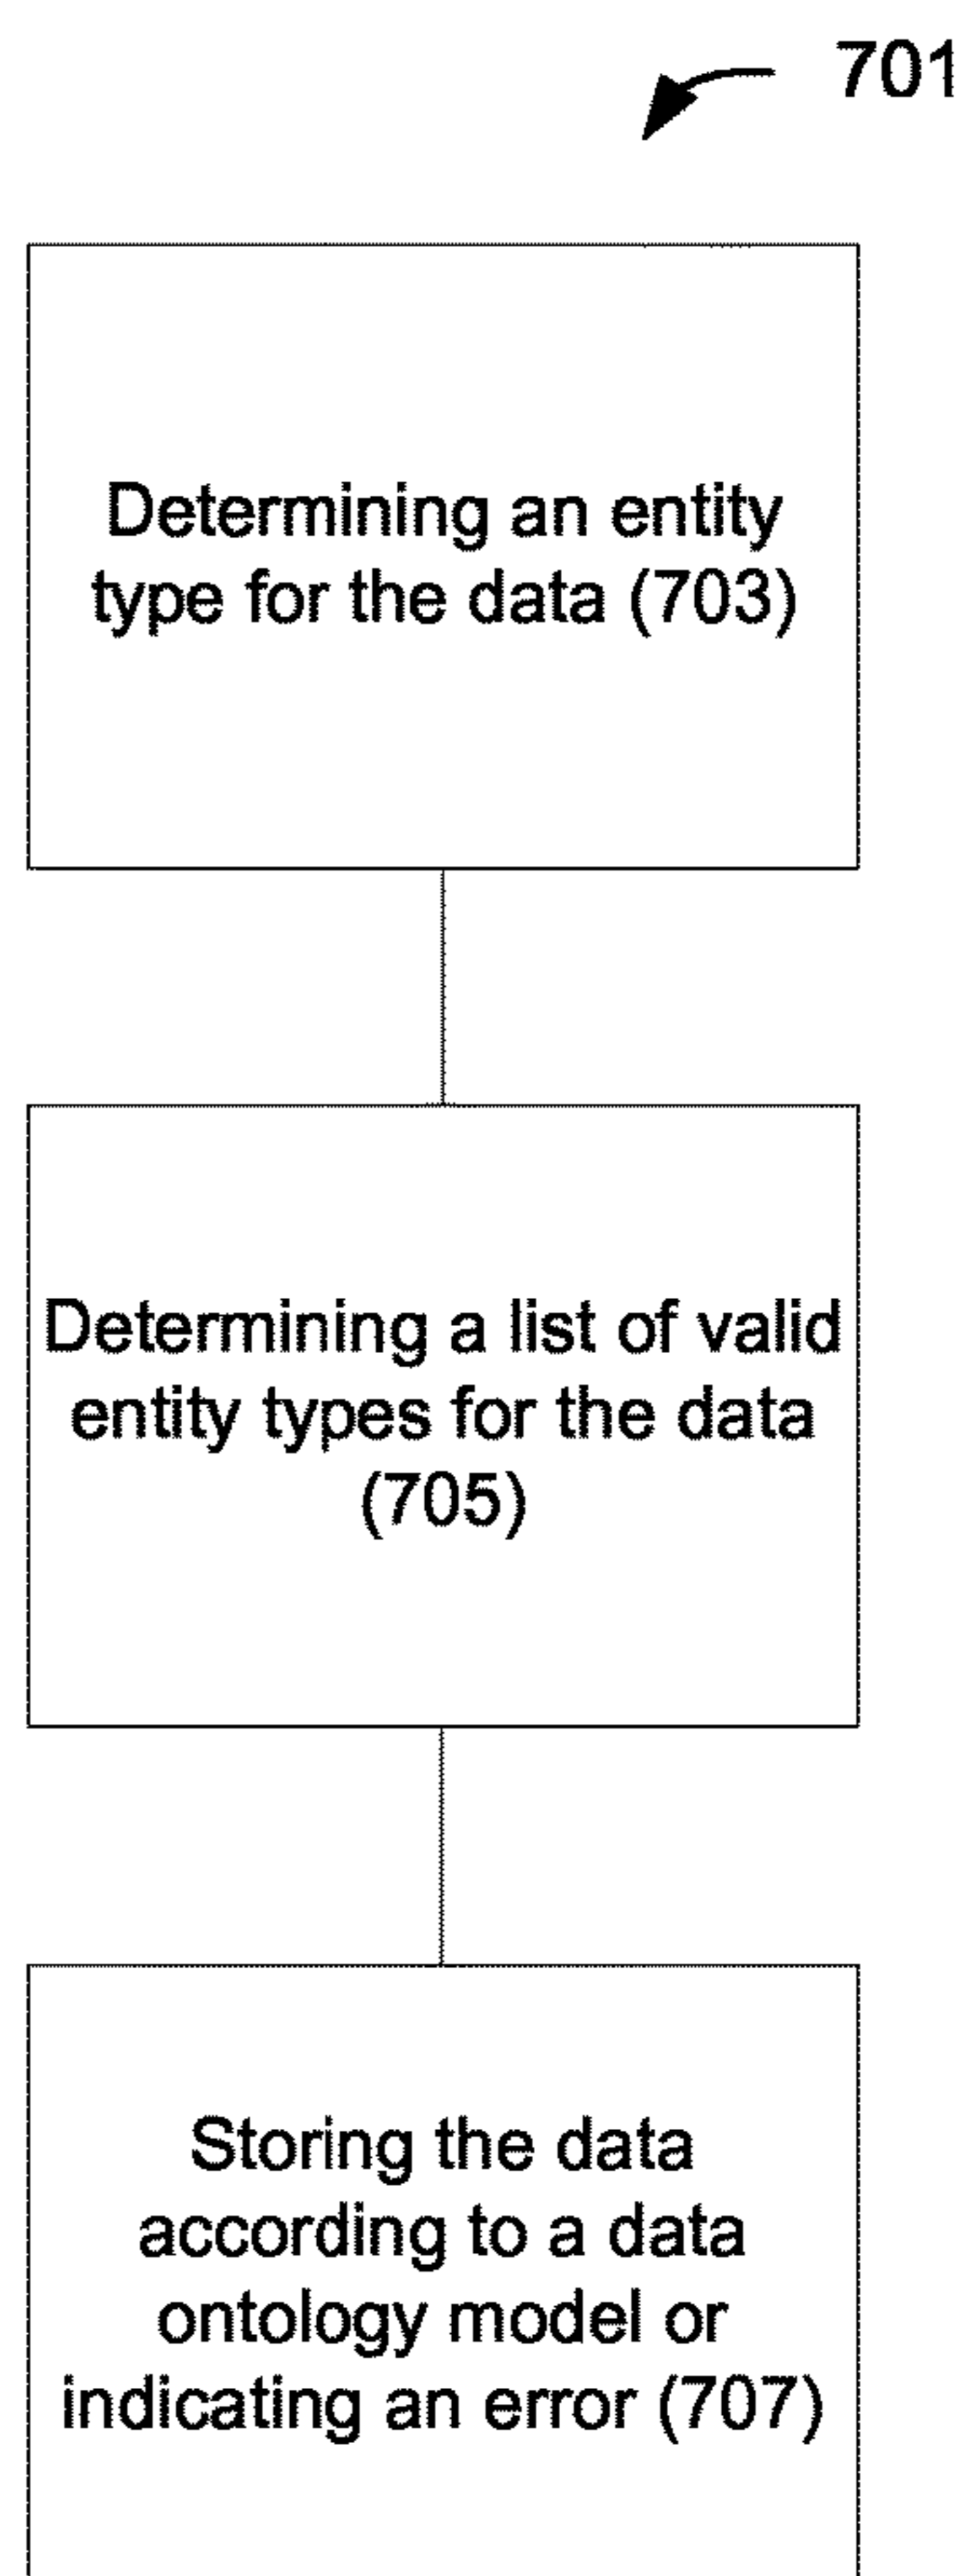 701
Determining an entity
type for the data (703)
Determining a list of valid
entity types for the data
(705)
Storing the data
according to a data
ontology model or
indicating an error (707)